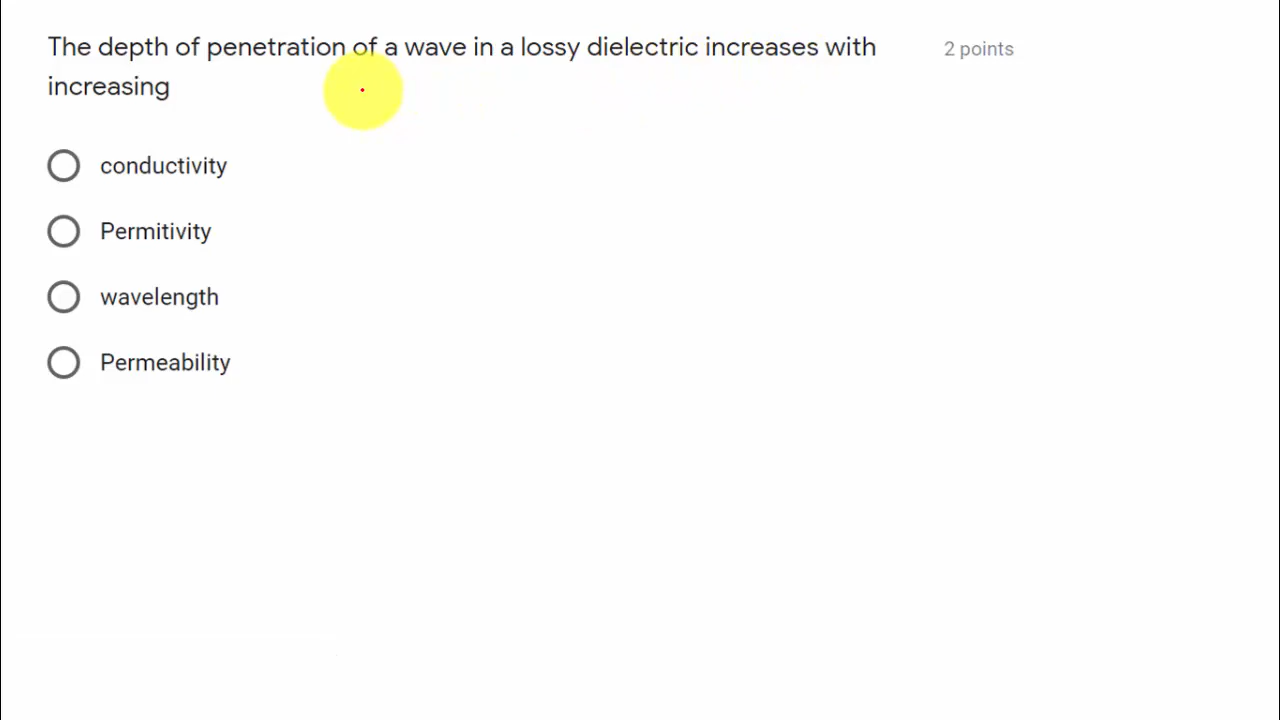 The depth of penetration of a wave in a lossy dielectric increases with
increasing
2 points
conductivity
Permitivity
wavelength
Permeability